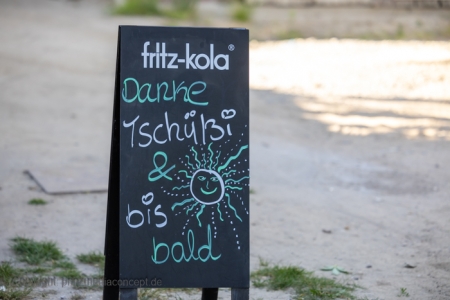 fritz-kola®
Danke
Tschüßi
&
bis
bald